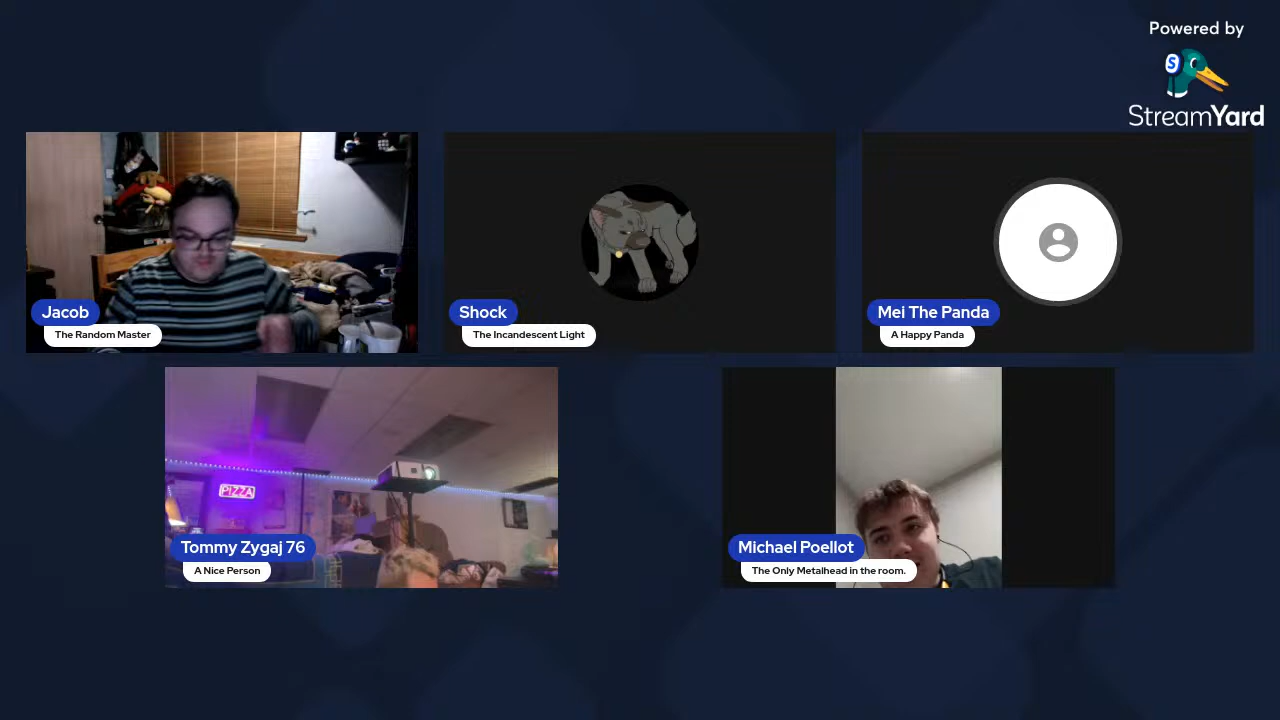 Powered by
StreamYard
Jacob
The Random Master
Shock
The Incandescent Light
Mei The Panda
A Happy Panda
PIZZA
Tommy Zygaj 76
A Nice Person
Michael Poellot
The Only Metalhead in the room.